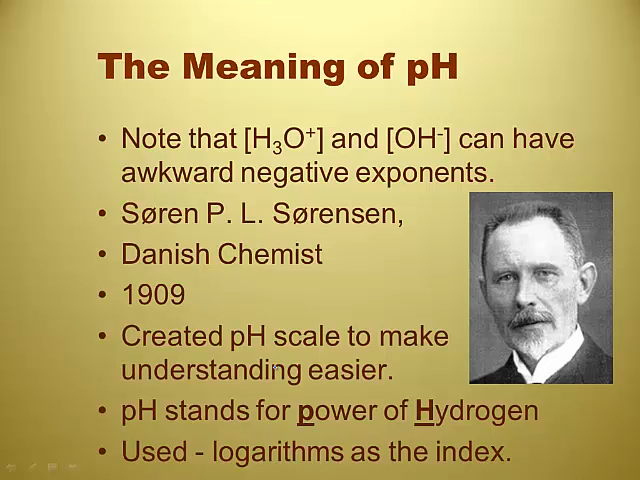 The Meaning of pH
• Note that [H₃O⁺] and [OH⁻] can have
awkward negative exponents.
• Søren P. L. Sørensen,
• Danish Chemist
• 1909
• Created pH scale to make
understanding easier.
• pH stands for power of Hydrogen
• Used - logarithms as the index.